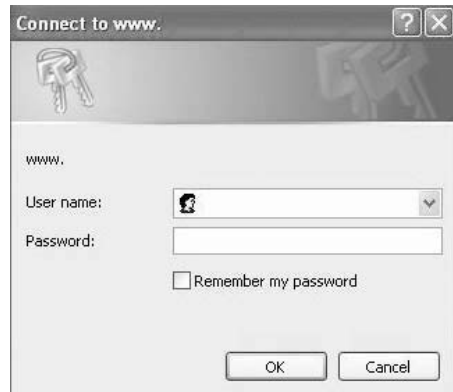 Connect to www.
www.
User name:
Password:
Remember my password
OK Cancel